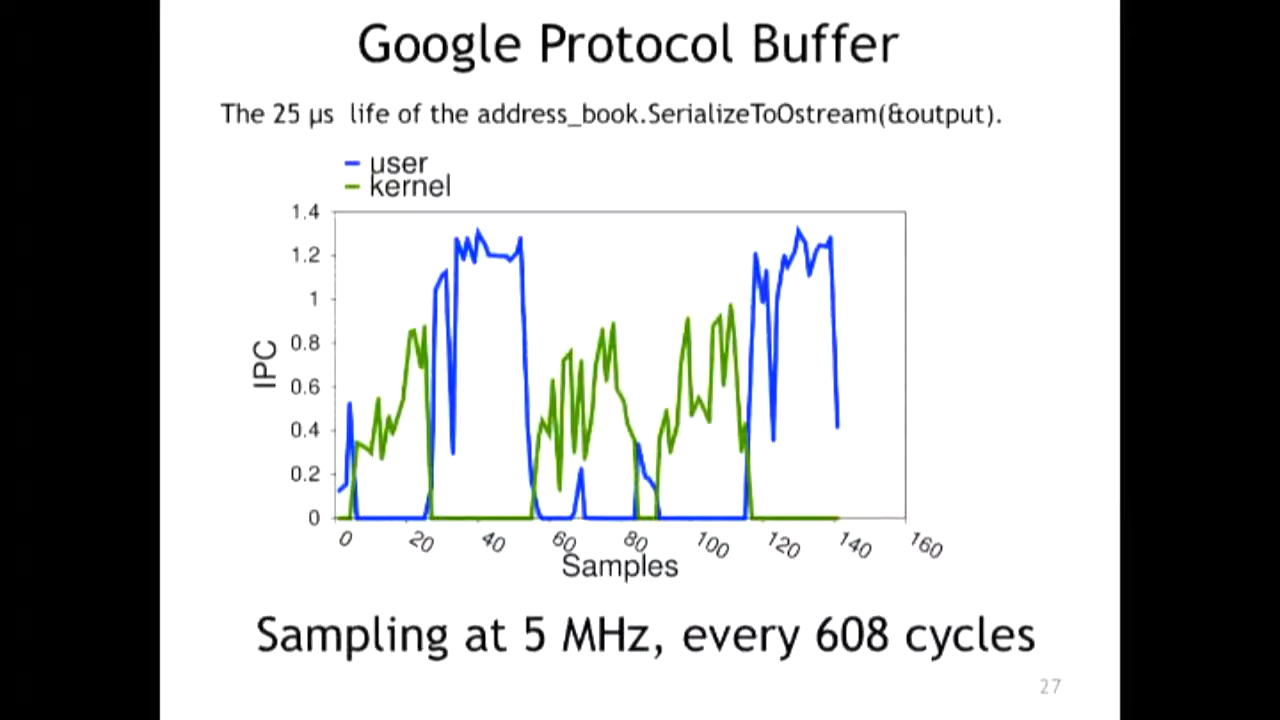 Google Protocol Buffer
The 25 µs life of the address_book.SerializeToOstream(&output).
user
kernel
1.4
1.2
1
0.8
0.6
0.4
0.2
0
IPC
0 20 40 60 80 100 120 140 160
Samples
Sampling at 5 MHz, every 608 cycles
27